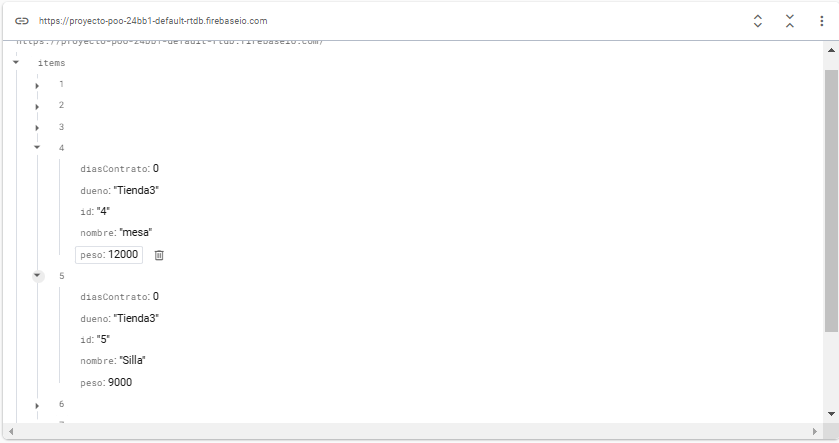 https://proyecto-poo-24bb1-default-rtdb.firebaseio.com
https://proyecto-poo-24bb1-default-rtdb.firebaseio.com/
items
1
2
3
4
diasContrato: 0
dueno: "Tienda3"
id: "4"
nombre: "mesa"
peso: 12000
5
diasContrato: 0
dueno: "Tienda3"
id: "5"
nombre: "Silla"
peso: 9000
6